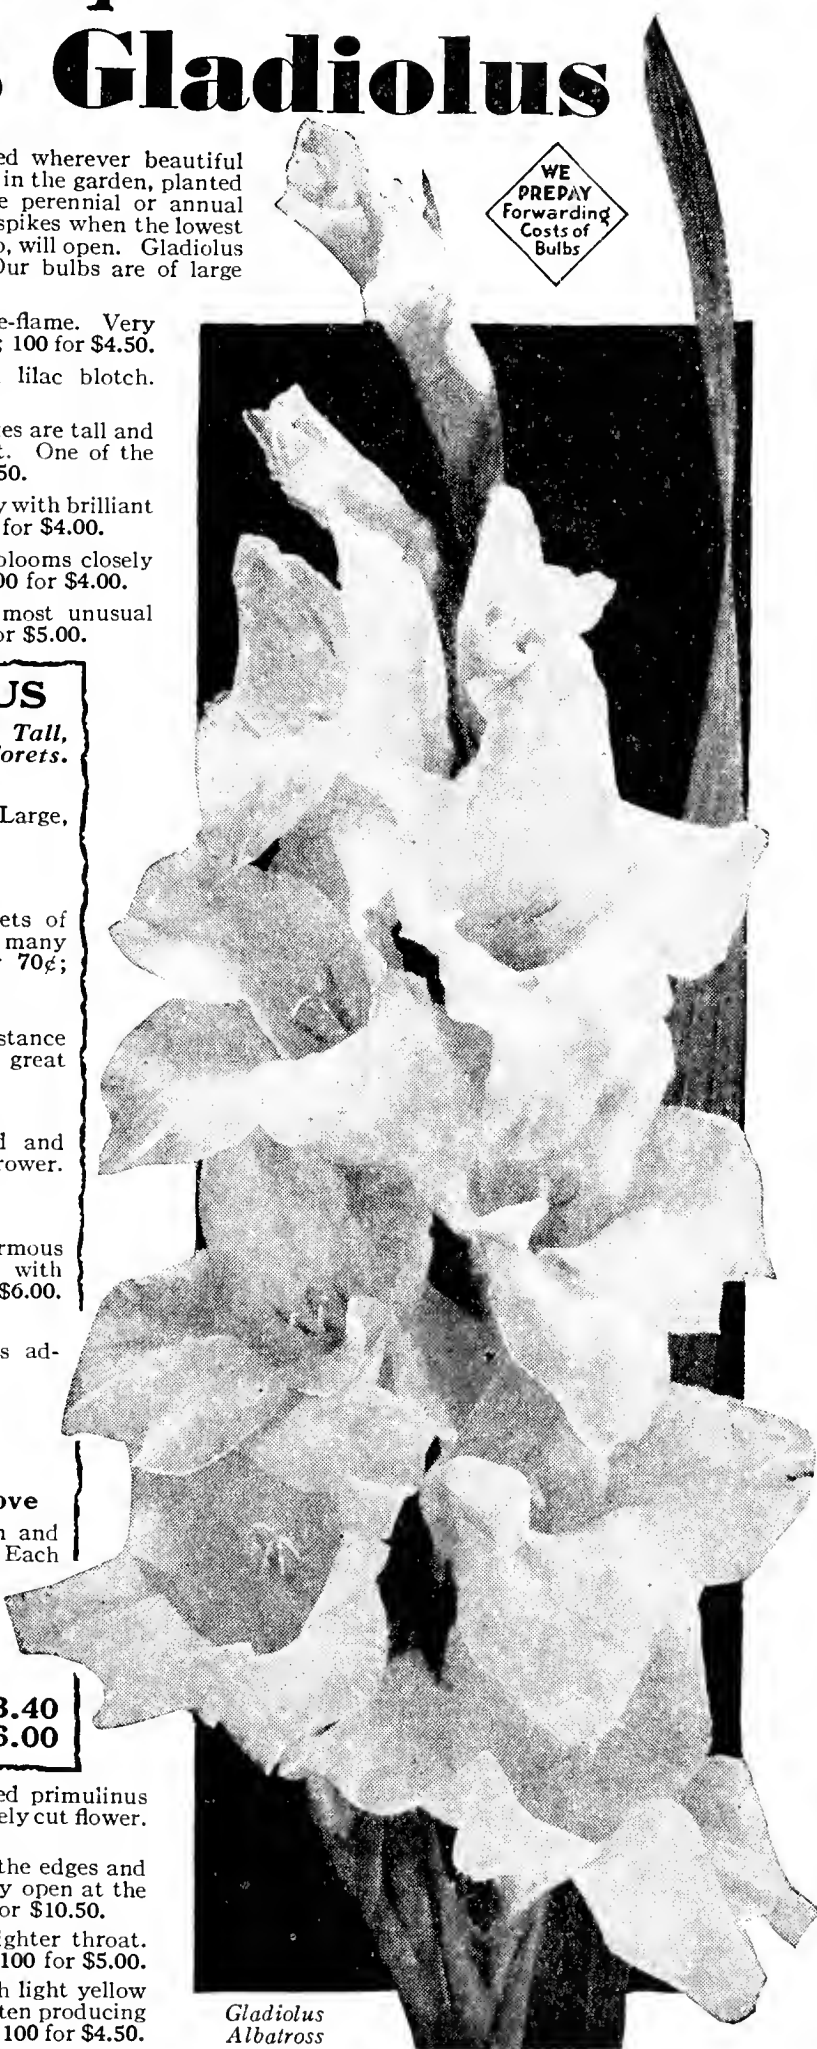 Gladiolus
ed wherever beautiful
in the garden, planted
e perennial or annual
spikes when the lowest
o, will open. Gladiolus
Our bulbs are of large
WE
PREPAY
Forwarding
Costs of
Bulbs
e-flame. Very
; 100 for $4.50.
lilac blotch.
es are tall and
t. One of the
50.
y with brilliant
for $4.00.
blooms closely
00 for $4.00.
most unusual
or $5.00.
US
Tall,
orets.
Large,
ets of
many
70¢;
stance
great
d and
rower.
rmous
with
$6.00.
s ad-
ove
n and
Each
3.40
6.00
ed primulinus
ely cut flower.
the edges and
y open at the
or $10.50.
ghter throat.
100 for $5.00.
h light yellow
ten producing
100 for $4.50.
Gladiolus
Albatross